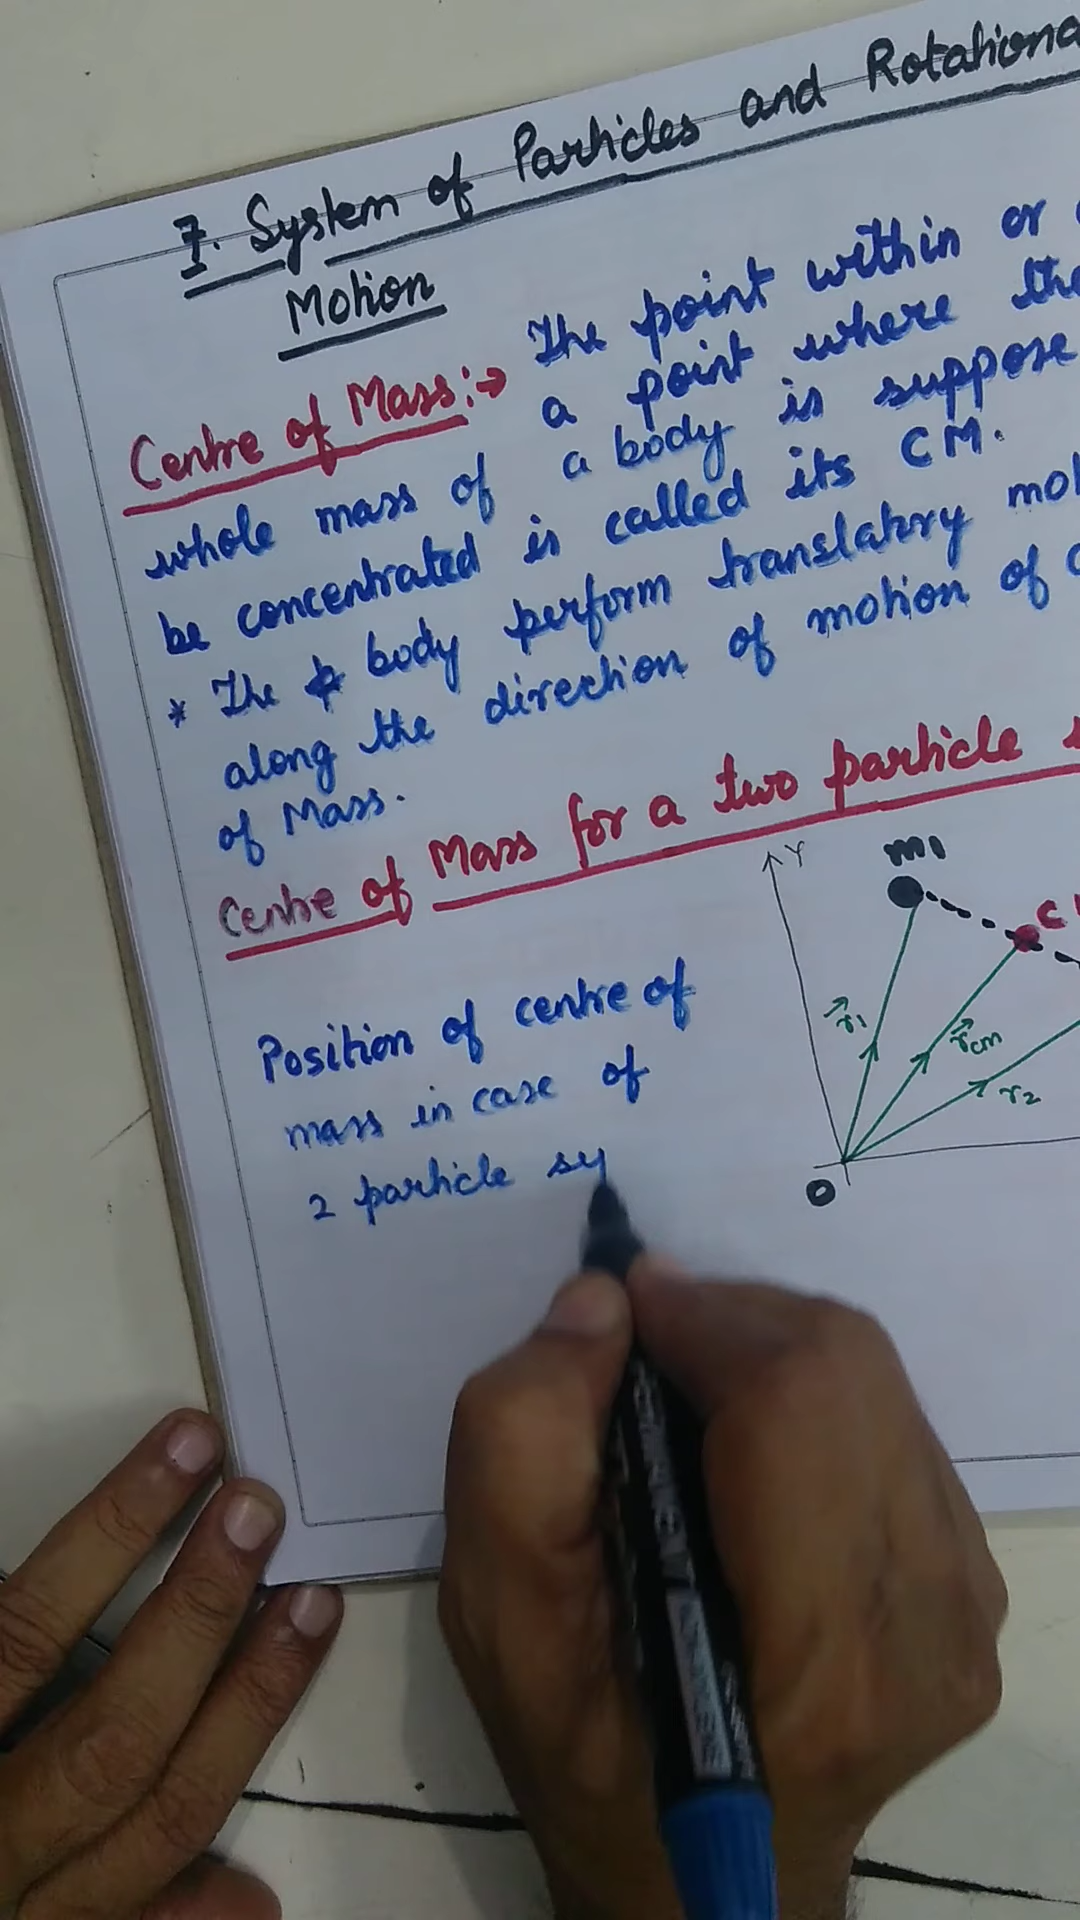 7. System of Particles and Rotationa
Motion
Centre of Mass:→ The point within or
a point where the
whole mass of a body is suppose
be concentrated is called its CM.
* The body perform translatory mot
along the direction of motion of C
of Mass.
Centre of Mass for a two particle s
Y
m1
C
Position of centre of
mass in case of
2 particle sy
r⃗1
r⃗cm
r2
O